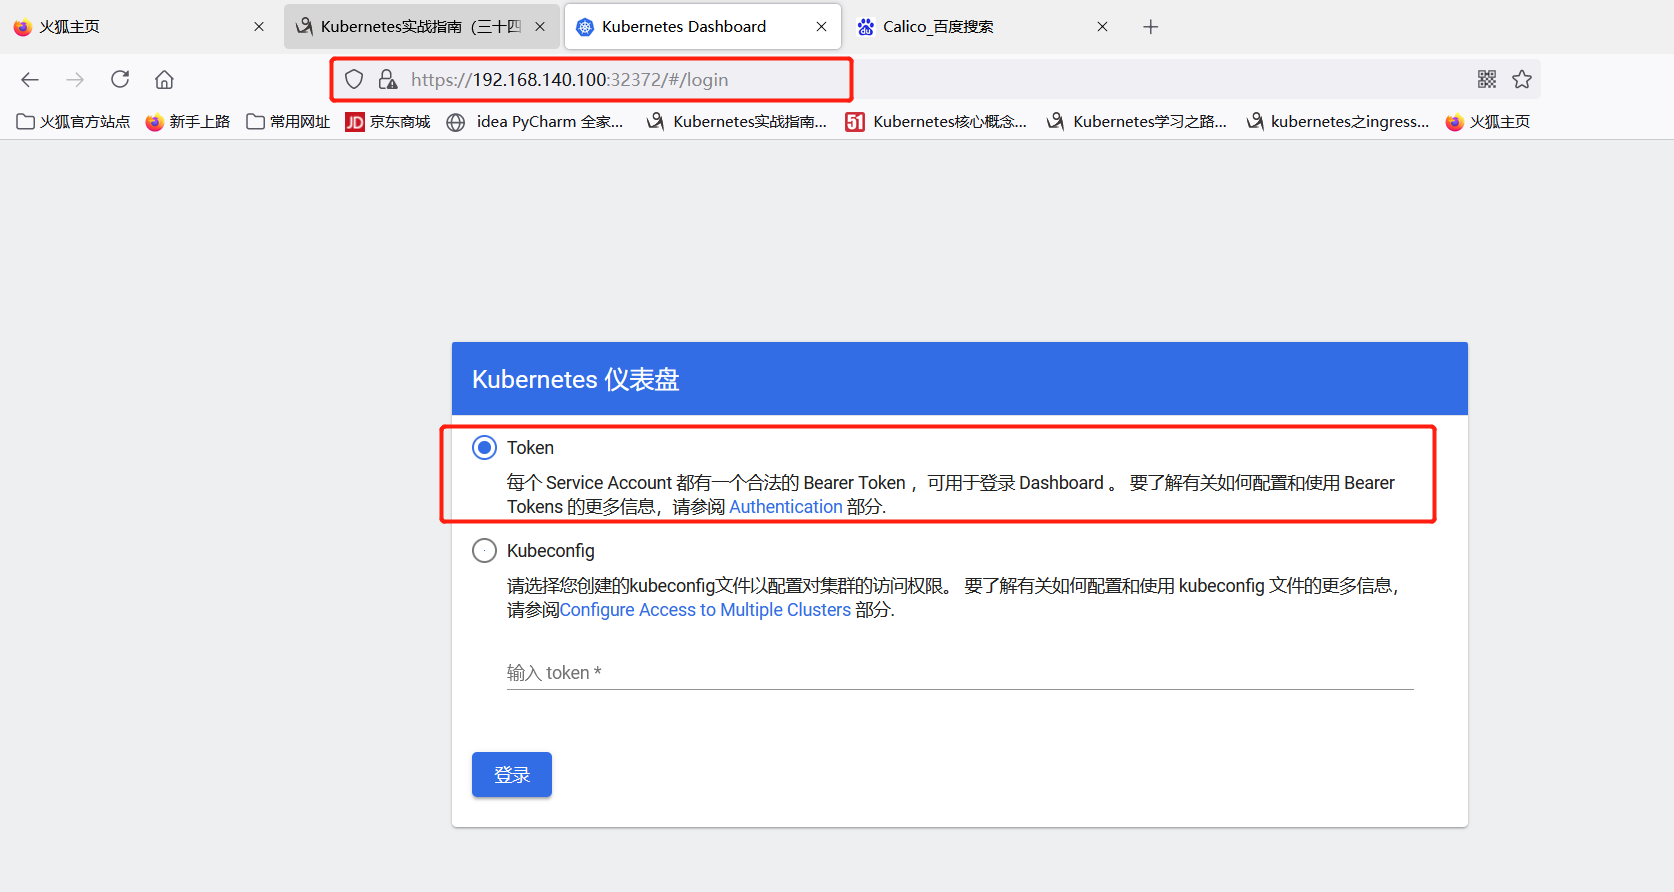 火狐主页
Kubernetes实战指南（三十四
Kubernetes Dashboard
Calico_百度搜索
https://192.168.140.100:32372/#/login
火狐官方站点
新手上路
常用网址
JD 京东商城
idea PyCharm 全家...
Kubernetes实战指南...
51 Kubernetes核心概念...
Kubernetes学习之路...
kubernetes之ingress...
火狐主页
Kubernetes 仪表盘
Token
每个 Service Account 都有一个合法的 Bearer Token ，可用于登录 Dashboard 。 要了解有关如何配置和使用 Bearer
Tokens 的更多信息，请参阅 Authentication 部分.
Kubeconfig
请选择您创建的kubeconfig文件以配置对集群的访问权限。 要了解有关如何配置和使用 kubeconfig 文件的更多信息，
请参阅Configure Access to Multiple Clusters 部分.
输入 token *
登录